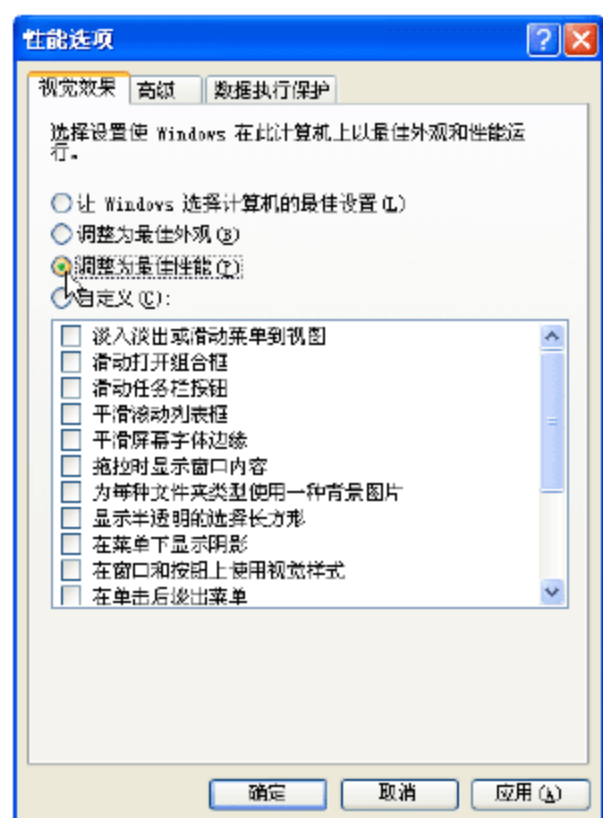 性能选项
视觉效果 高级 数据执行保护
选择设置使 Windows 在此计算机上以最佳外观和性能运
行。
让 Windows 选择计算机的最佳设置(L)
调整为最佳外观(B)
调整为最佳性能(P)
自定义(C):
淡入淡出或滑动菜单到视图
滑动打开组合框
滑动任务栏按钮
平滑滚动列表框
平滑屏幕字体边缘
拖拉时显示窗口内容
为每种文件夹类型使用一种背景图片
显示半透明的选择长方形
在菜单下显示阴影
在窗口和按钮上使用视觉样式
在单击后淡出菜单
确定 取消 应用(A)